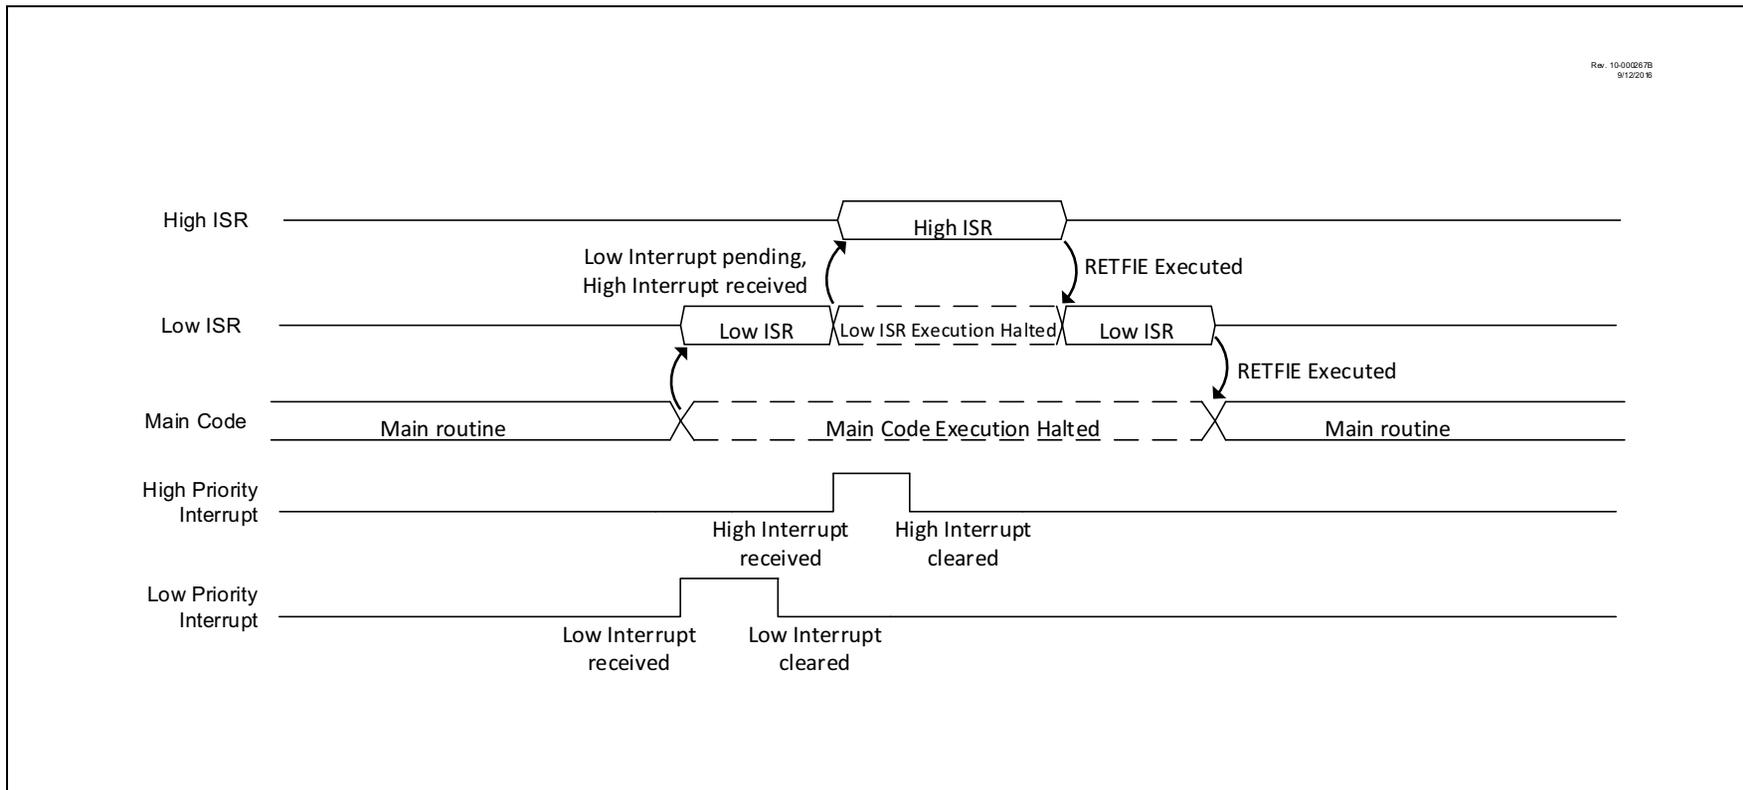 Rev. 10-000267B
9/12/2016
High ISR
High ISR
Low Interrupt pending,
High Interrupt received
RETFIE Executed
Low ISR
Low ISR
Low ISR Execution Halted
Low ISR
RETFIE Executed
Main Code
Main routine
Main Code Execution Halted
Main routine
High Priority
Interrupt
High Interrupt
received
High Interrupt
cleared
Low Priority
Interrupt
Low Interrupt
received
Low Interrupt
cleared